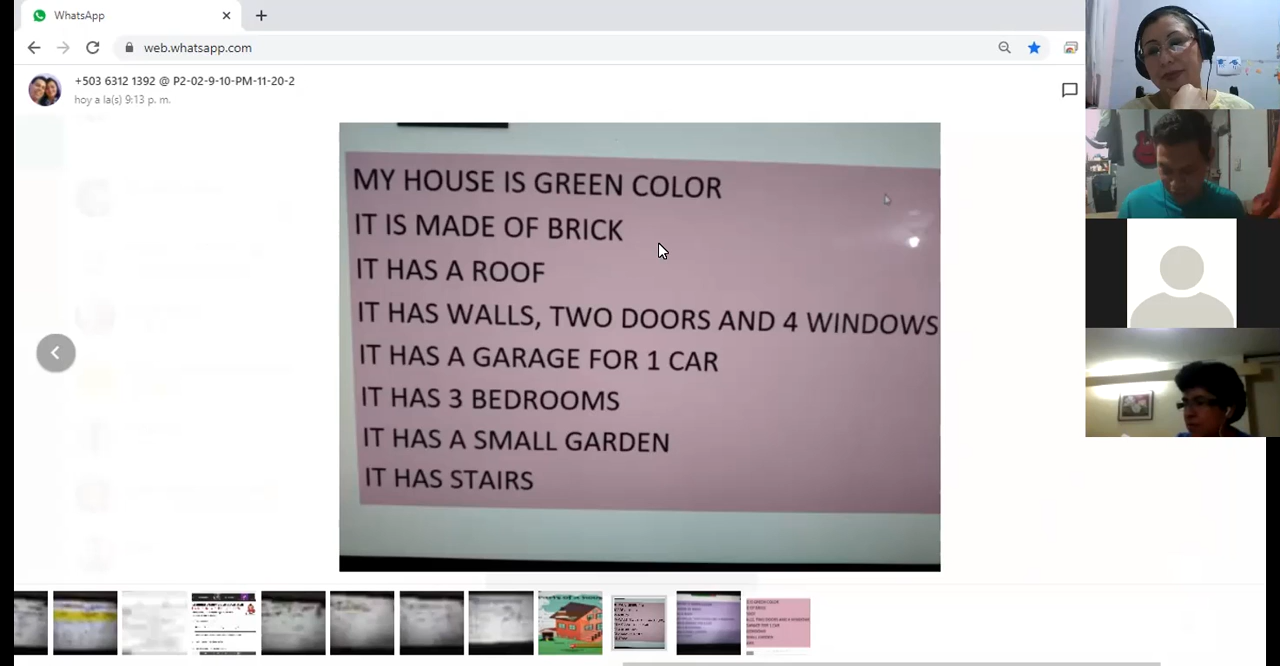 WhatsApp
web.whatsapp.com
+503 6312 1392 @ P2-02-9-10-PM-11-20-2
hoy a la(s) 9:13 p. m.
MY HOUSE IS GREEN COLOR
IT IS MADE OF BRICK
IT HAS A ROOF
IT HAS WALLS, TWO DOORS AND 4 WINDOWS
IT HAS A GARAGE FOR 1 CAR
IT HAS 3 BEDROOMS
IT HAS A SMALL GARDEN
IT HAS STAIRS